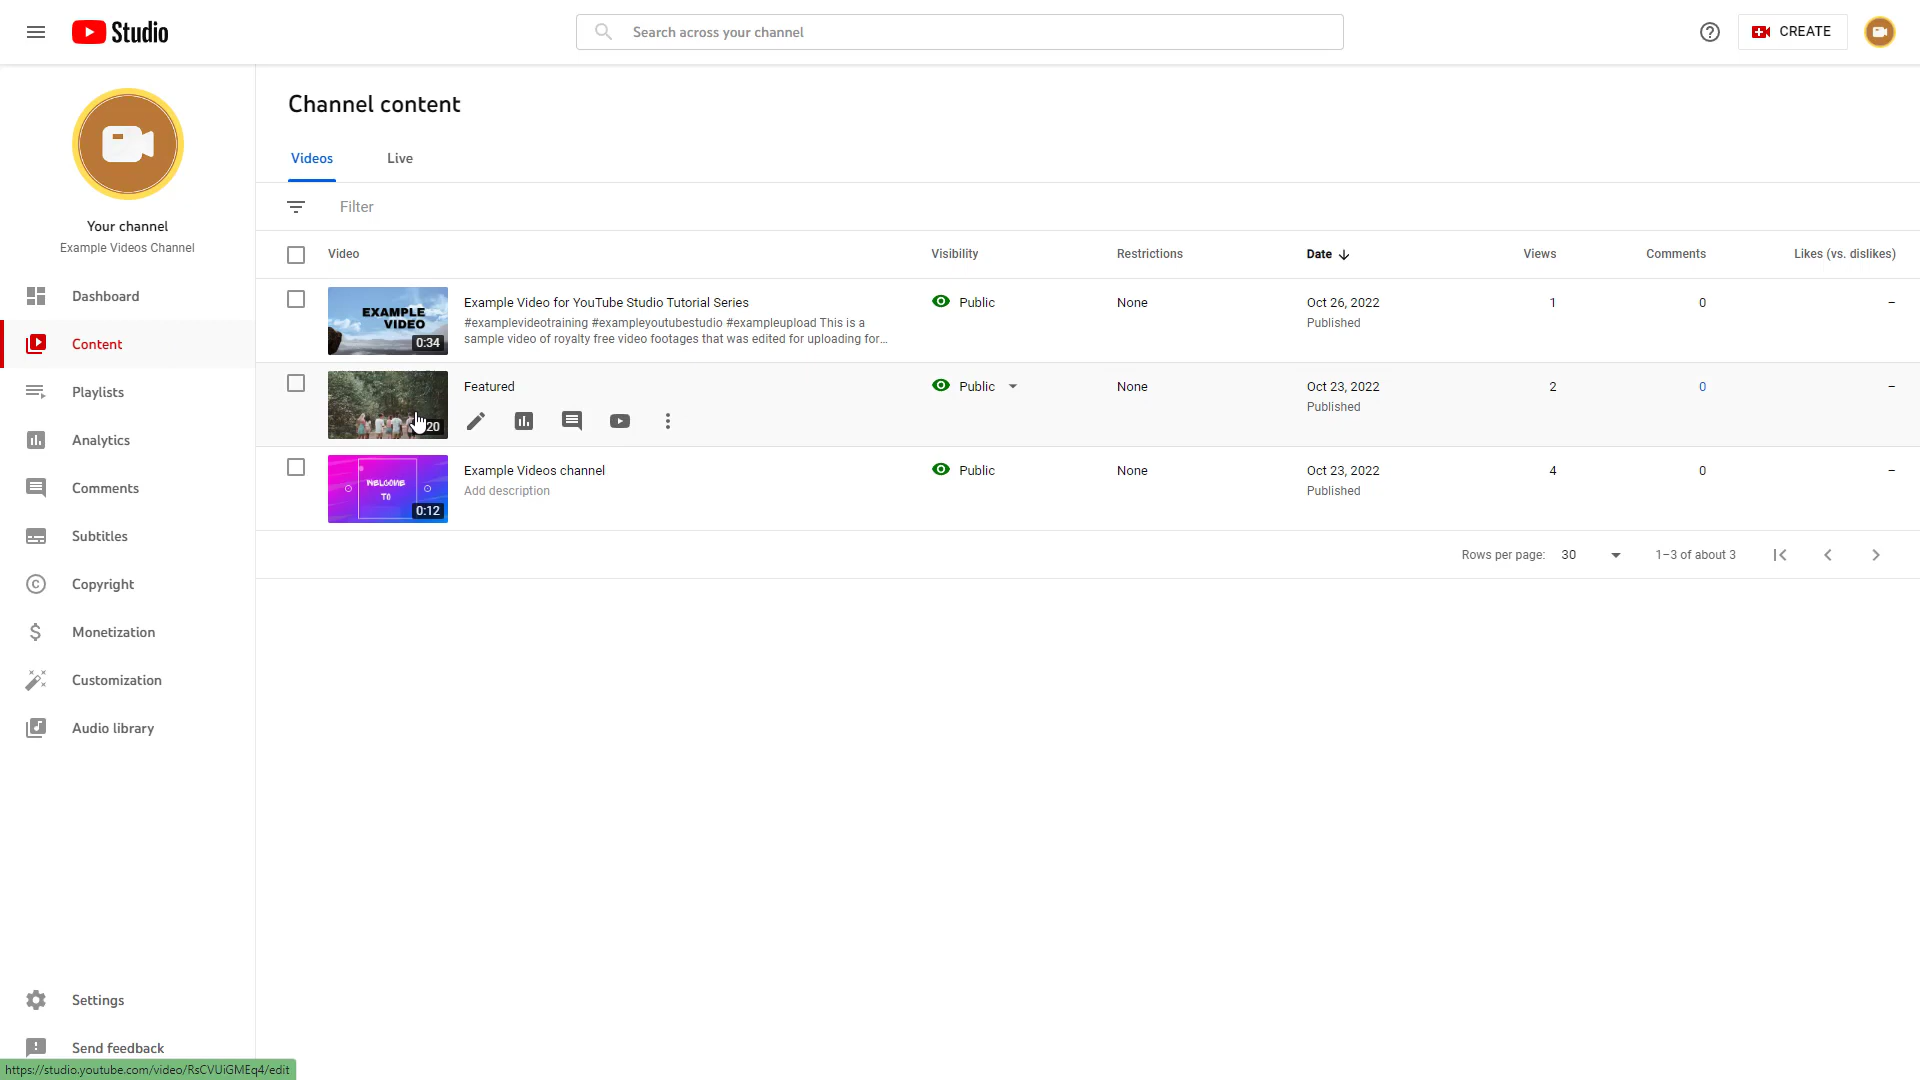 Studio
Search across your channel
CREATE
Your channel
Example Videos Channel
Dashboard
Content
Playlists
Analytics
Comments
Subtitles
Copyright
Monetization
Customization
Audio library
Settings
Send feedback
https://studio.youtube.com/video/RsCVUiGMEq4/edit
Channel content
Videos Live
Filter
Video Visibility Restrictions Date Views Comments Likes (vs. dislikes)
EXAMPLE
VIDEO
0:34
Example Video for YouTube Studio Tutorial Series
#examplevideotraining #exampleyoutubestudio #exampleupload This is a
sample video of royalty free video footages that was edited for uploading for...
Public None Oct 26, 2022 1 0 –
Published
20
Featured
Public None Oct 23, 2022 2 0 –
Published
WELCOME
TO
0:12
Example Videos channel
Add description
Public None Oct 23, 2022 4 0 –
Published
Rows per page: 30 1–3 of about 3